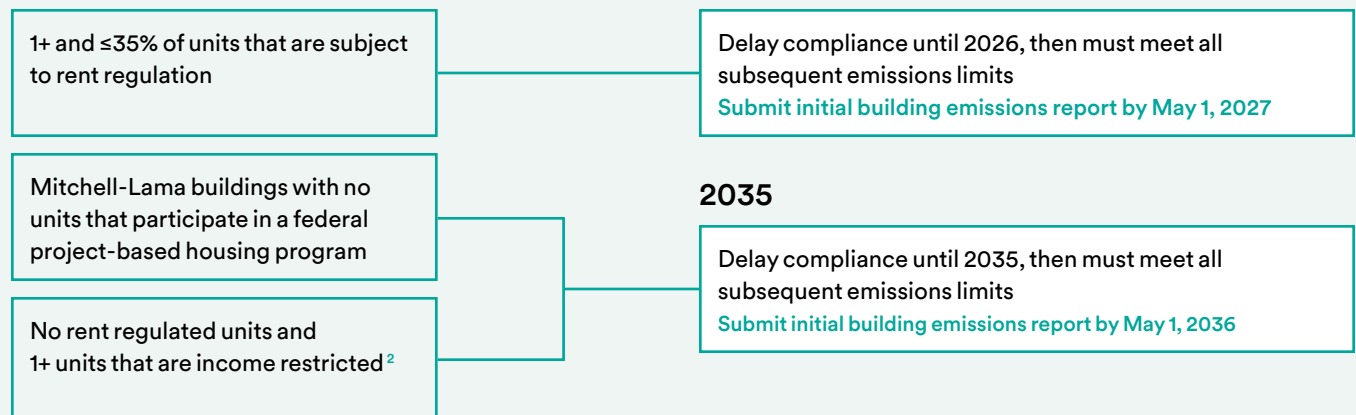 1+ and ≤35% of units that are subject
to rent regulation
Delay compliance until 2026, then must meet all
subsequent emissions limits
Submit initial building emissions report by May 1, 2027
Mitchell-Lama buildings with no
units that participate in a federal
project-based housing program
No rent regulated units and
1+ units that are income restricted²
2035
Delay compliance until 2035, then must meet all
subsequent emissions limits
Submit initial building emissions report by May 1, 2036